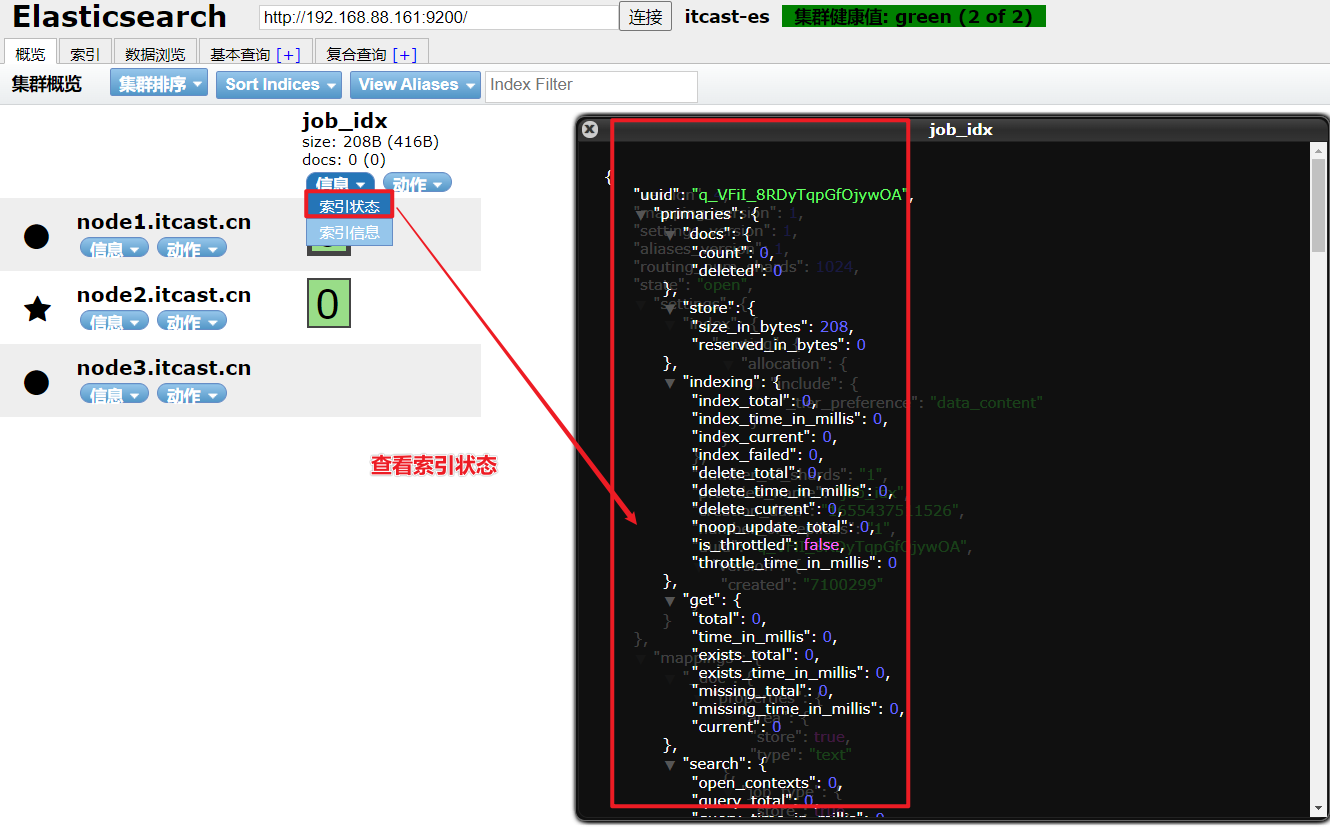 Elasticsearch
http://192.168.88.161:9200/
连接
itcast-es
集群健康值: green (2 of 2)
概览
索引
数据浏览
基本查询 [+]
复合查询 [+]
集群概览
集群排序
Sort Indices
View Aliases
Index Filter
job_idx
size: 208B (416B)
docs: 0 (0)
信息
动作
索引状态
索引信息
node1.itcast.cn
信息
动作
node2.itcast.cn
信息
动作
0
node3.itcast.cn
信息
动作
查看索引状态
job_idx
{
"uuid": "q_VFiI_8RDyTqpGfOjywOA",
"primaries": {
"docs": {
"count": 0,
"deleted": 0
},
"store": {
"size_in_bytes": 208,
"reserved_in_bytes": 0
},
"indexing": {
"index_total": 0,
"index_time_in_millis": 0,
"index_current": 0,
"index_failed": 0,
"delete_total": 0,
"delete_time_in_millis": 0,
"delete_current": 0,
"noop_update_total": 0,
"is_throttled": false,
"throttle_time_in_millis": 0
},
"get": {
"total": 0,
"time_in_millis": 0,
"exists_total": 0,
"exists_time_in_millis": 0,
"missing_total": 0,
"missing_time_in_millis": 0,
"current": 0
},
"search": {
"open_contexts": 0,
"query_total": 0,